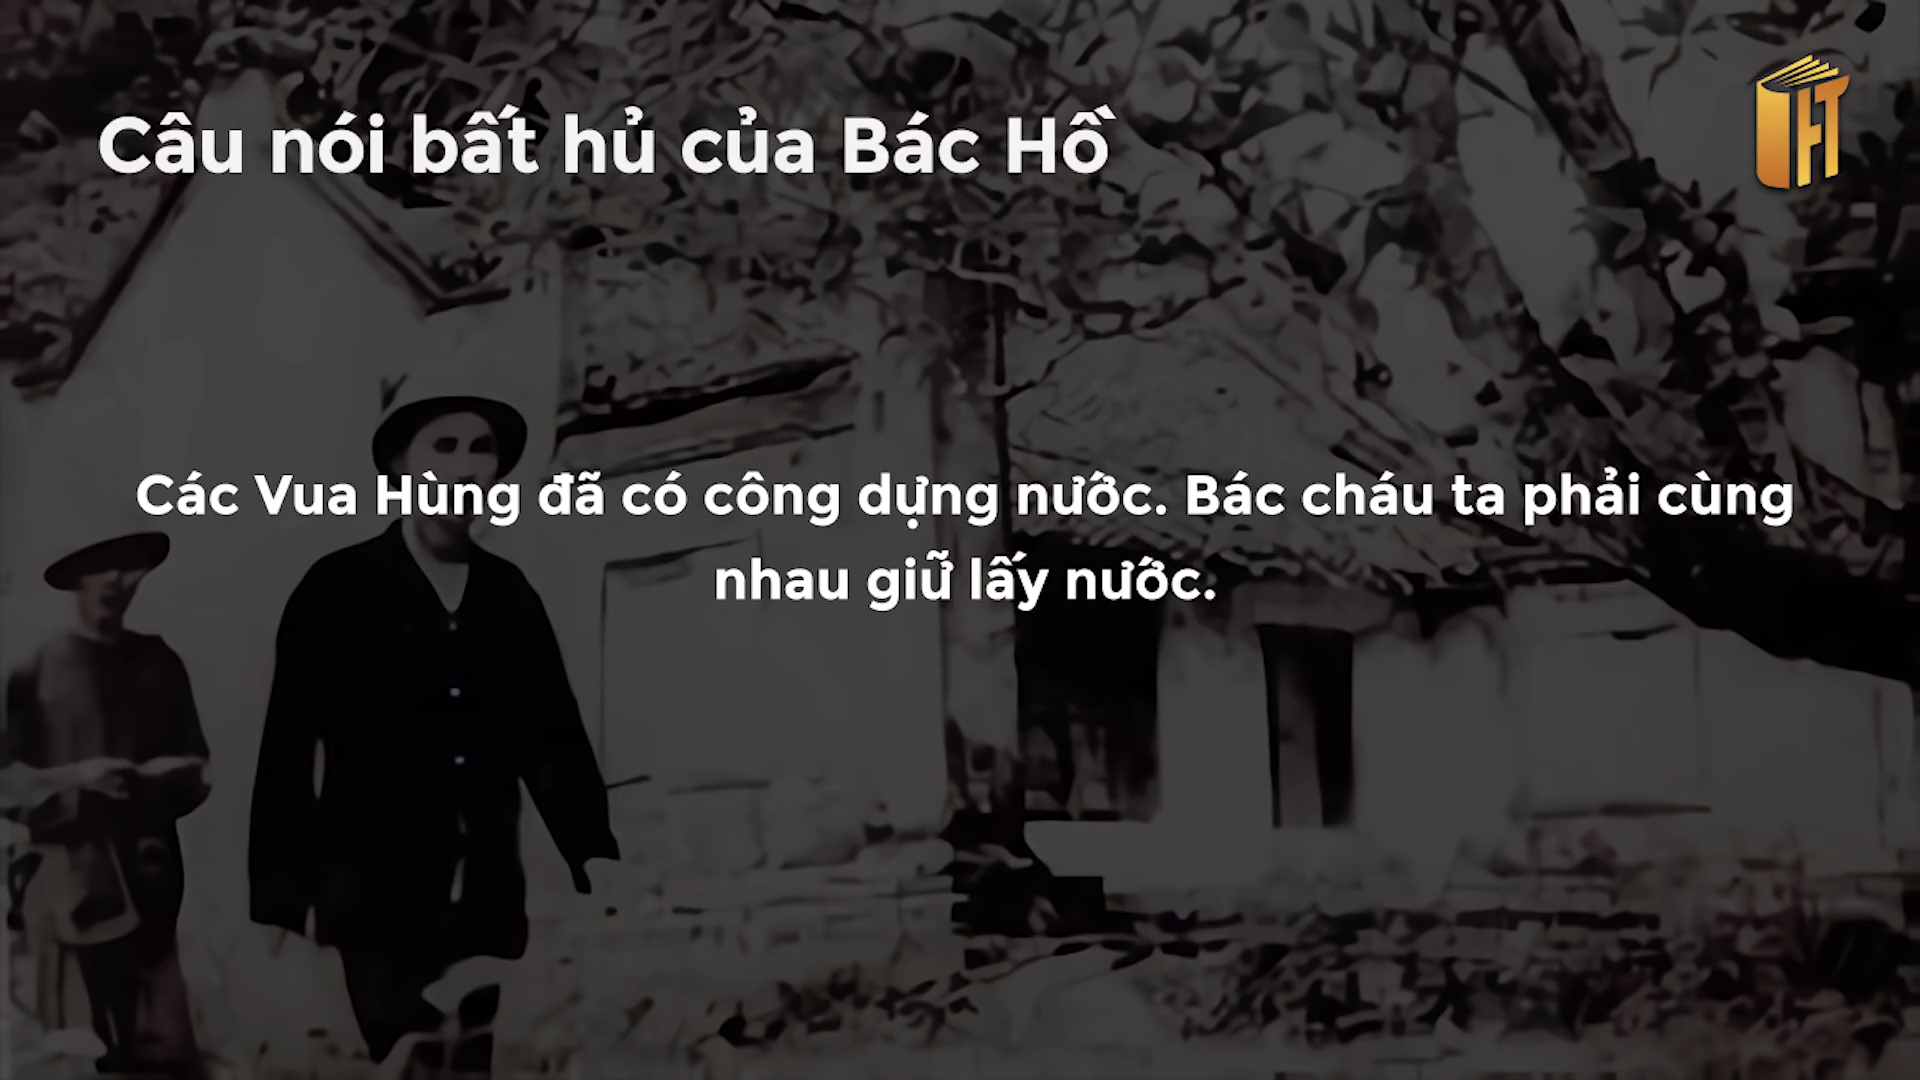 Câu nói bất hủ của Bác Hồ
Các Vua Hùng đã có công dựng nước. Bác cháu ta phải cùng
nhau giữ lấy nước.